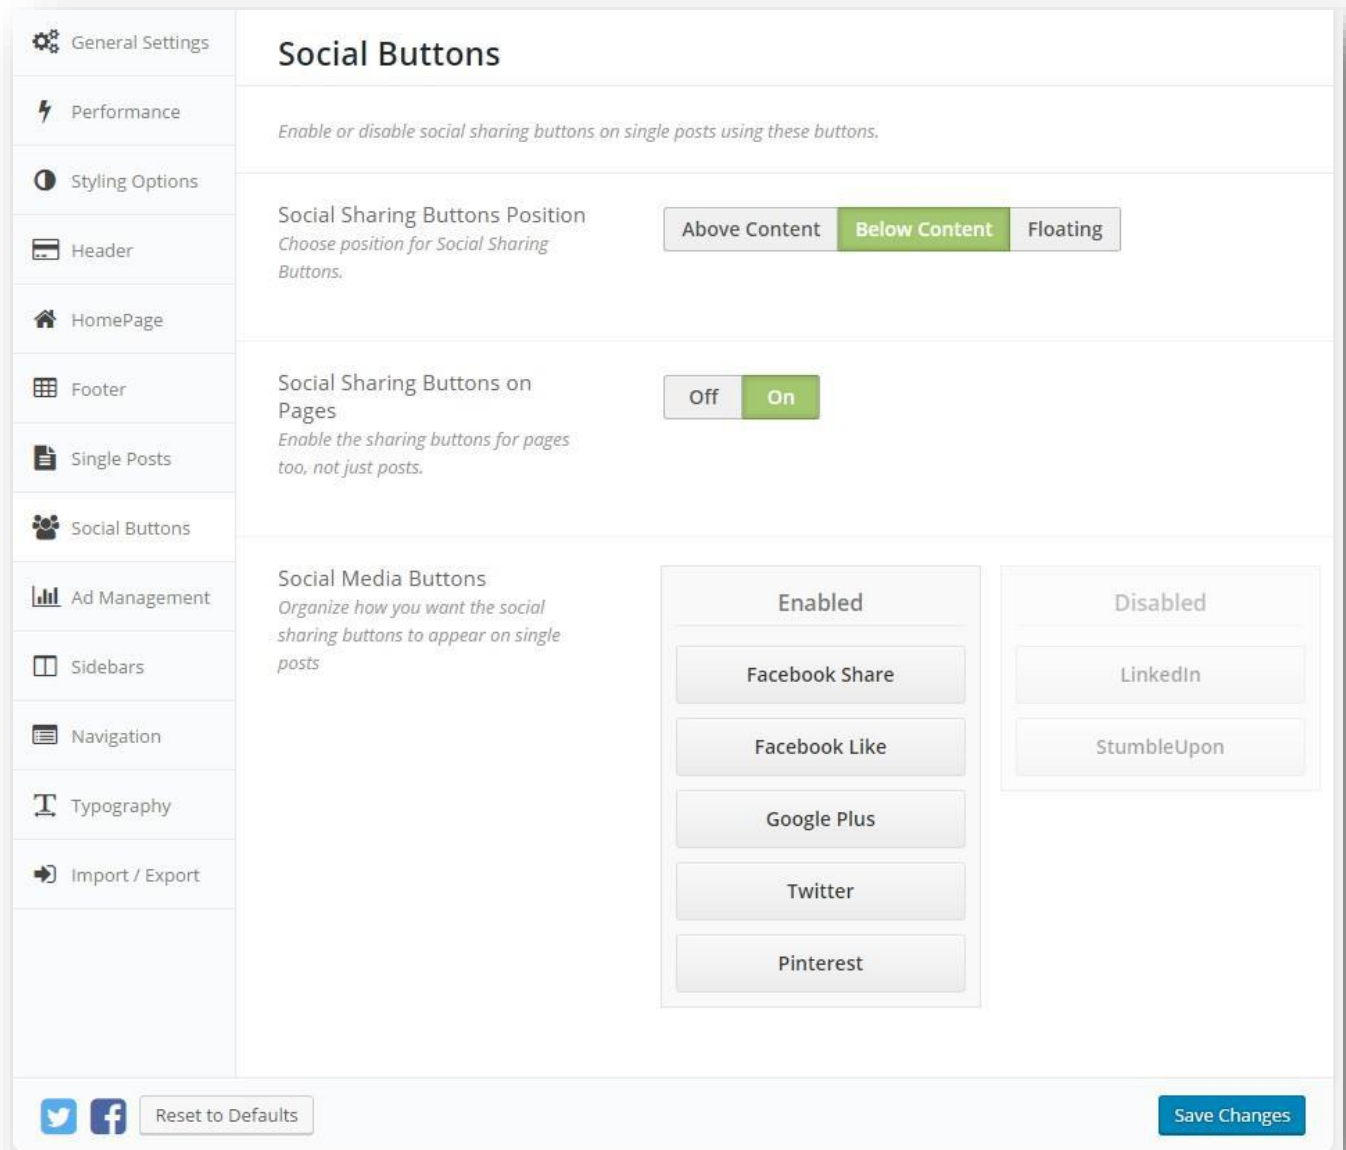 General Settings
Performance
Styling Options
Header
HomePage
Footer
Single Posts
Social Buttons
Ad Management
Sidebars
Navigation
Typography
Import / Export
Social Buttons
Enable or disable social sharing buttons on single posts using these buttons.
Social Sharing Buttons Position
Choose position for Social Sharing
Buttons.
Above Content Below Content Floating
Social Sharing Buttons on
Pages
Enable the sharing buttons for pages
too, not just posts.
Off On
Social Media Buttons
Organize how you want the social
sharing buttons to appear on single
posts
Enabled
Facebook Share
Facebook Like
Google Plus
Twitter
Pinterest
Disabled
LinkedIn
StumbleUpon
Reset to Defaults
Save Changes